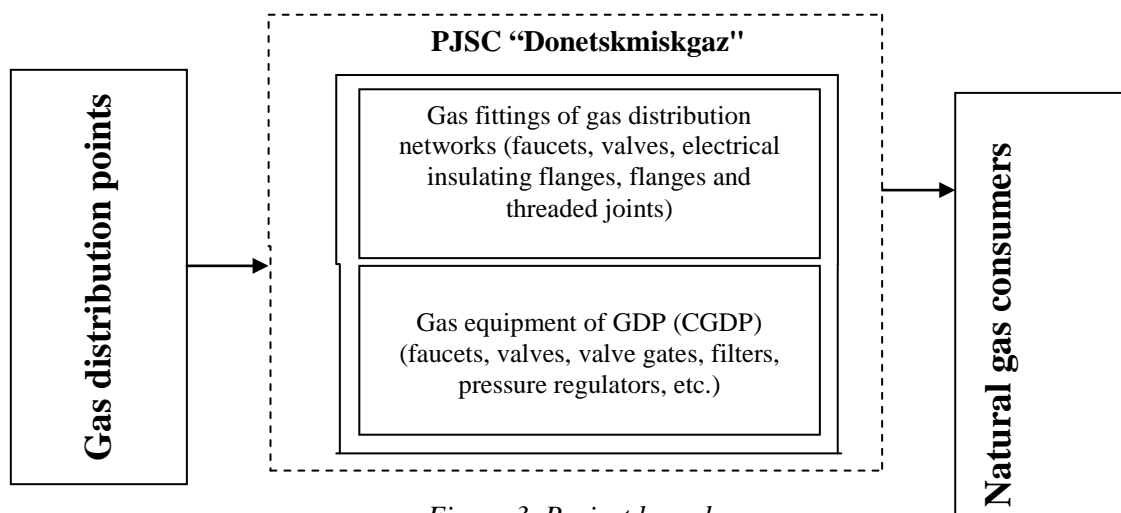 Gas distribution points
PJSC “Donetskmiskgaz"
Gas fittings of gas distribution
networks (faucets, valves, electrical
insulating flanges, flanges and
threaded joints)
Gas equipment of GDP (CGDP)
(faucets, valves, valve gates, filters,
pressure regulators, etc.)
Natural gas consumers